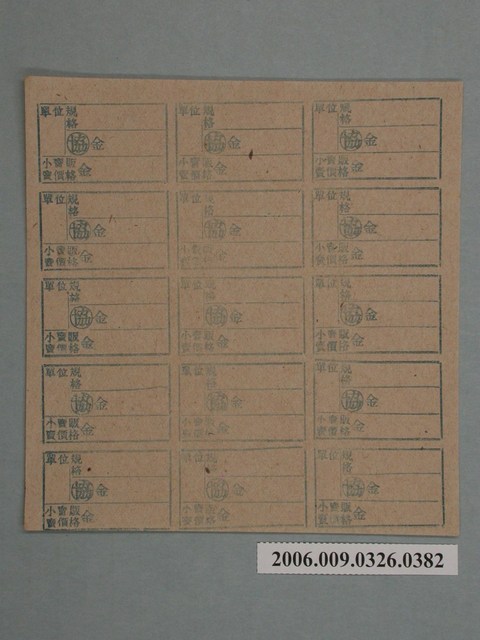 單位規 單位規 單位規
格 格 格
協 金 協 金 協 金
小賣販 小賣販 小賣販
賣價格 金 賣價格 金 賣價格 金
單位規 單位規 單位規
格 格 格
協 金 協 金 協 金
小賣販 小賣販 小賣販
賣價格 金 賣價格 金 賣價格 金
單位規 單位規 單位規
格 格 格
協 金 協 金 協 金
小賣販 小賣販 小賣販
賣價格 金 賣價格 金 賣價格 金
單位規 單位規 單位規
格 格 格
協 金 協 金 協 金
小賣販 小賣販 小賣販
賣價格 金 賣價格 金 賣價格 金
單位規 單位規 單位規
格 格 格
協 金 協 金 協 金
小賣販 小賣販 小賣販
賣價格 金 賣價格 金 賣價格 金
2006.009.0326.0382